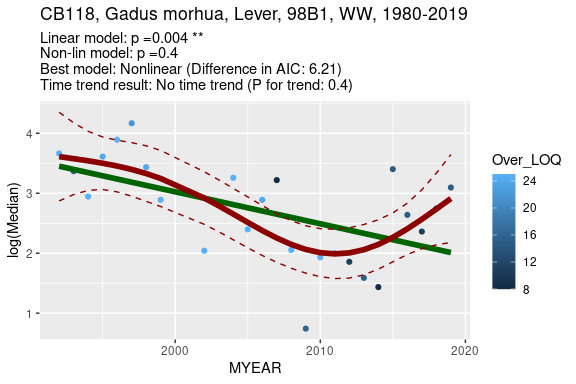 CB118, Gadus morhua, Lever, 98B1, WW, 1980-2019
Linear model: p =0.004 **
Non-lin model: p =0.4
Best model: Nonlinear (Difference in AIC: 6.21)
Time trend result: No time trend (P for trend: 0.4)
log(Median)
4
3
2
1
2000
2010
2020
MYEAR
Over_LOQ
24
20
16
12
8